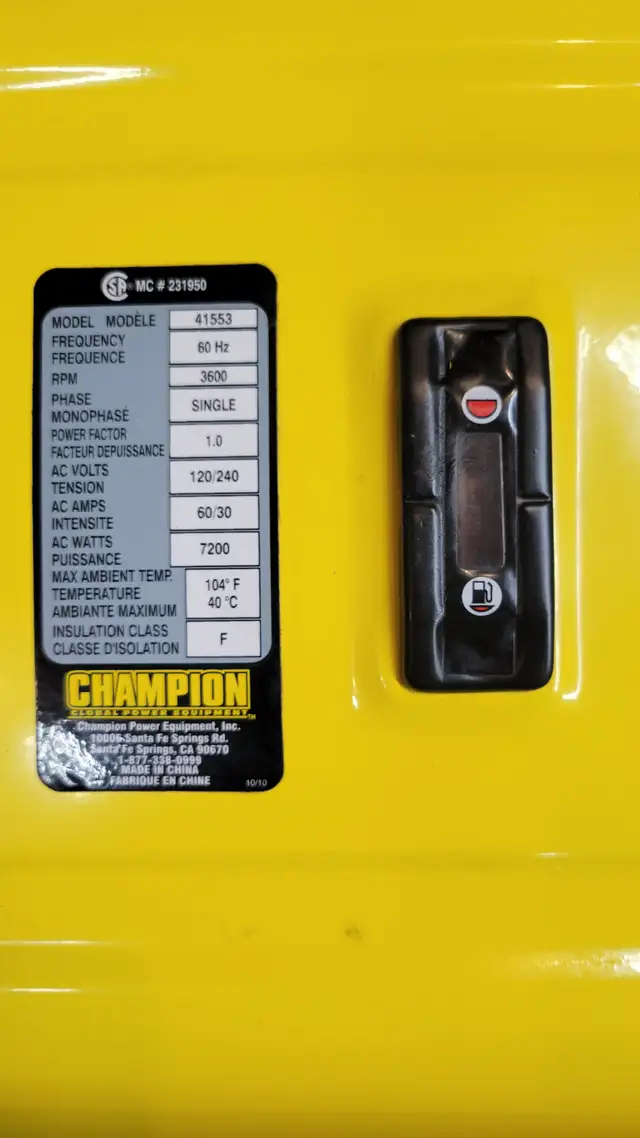 CSA® MC # 231950
MODEL MODÈLE 41553
FREQUENCY
FREQUENCE 60 Hz
RPM 3600
PHASE
MONOPHASÉ SINGLE
POWER FACTOR
FACTEUR DEPUISSANCE 1.0
AC VOLTS
TENSION 120/240
AC AMPS
INTENSITE 60/30
AC WATTS
PUISSANCE 7200
MAX AMBIENT TEMP. 104° F
TEMPERATURE
AMBIANTE MAXIMUM 40 °C
INSULATION CLASS
CLASSE D'ISOLATION F
CHAMPION
GLOBAL POWER EQUIPMENT™
Champion Power Equipment, Inc.
10006 Santa Fe Springs Rd.
Santa Fe Springs, CA 90670
1-877-338-0999
MADE IN CHINA
FABRIQUÉ EN CHINE 10/10